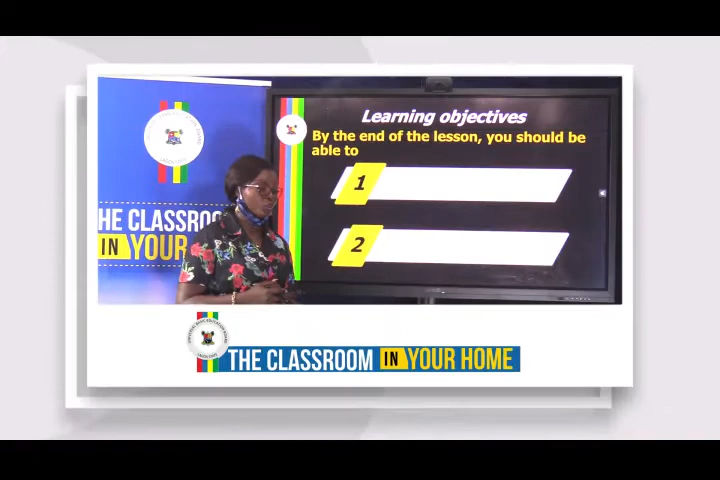 Learning objectives
By the end of the lesson, you should be
able to
1
2
HE CLASSROO
IN YOUR
THE CLASSROOM IN YOUR HOME